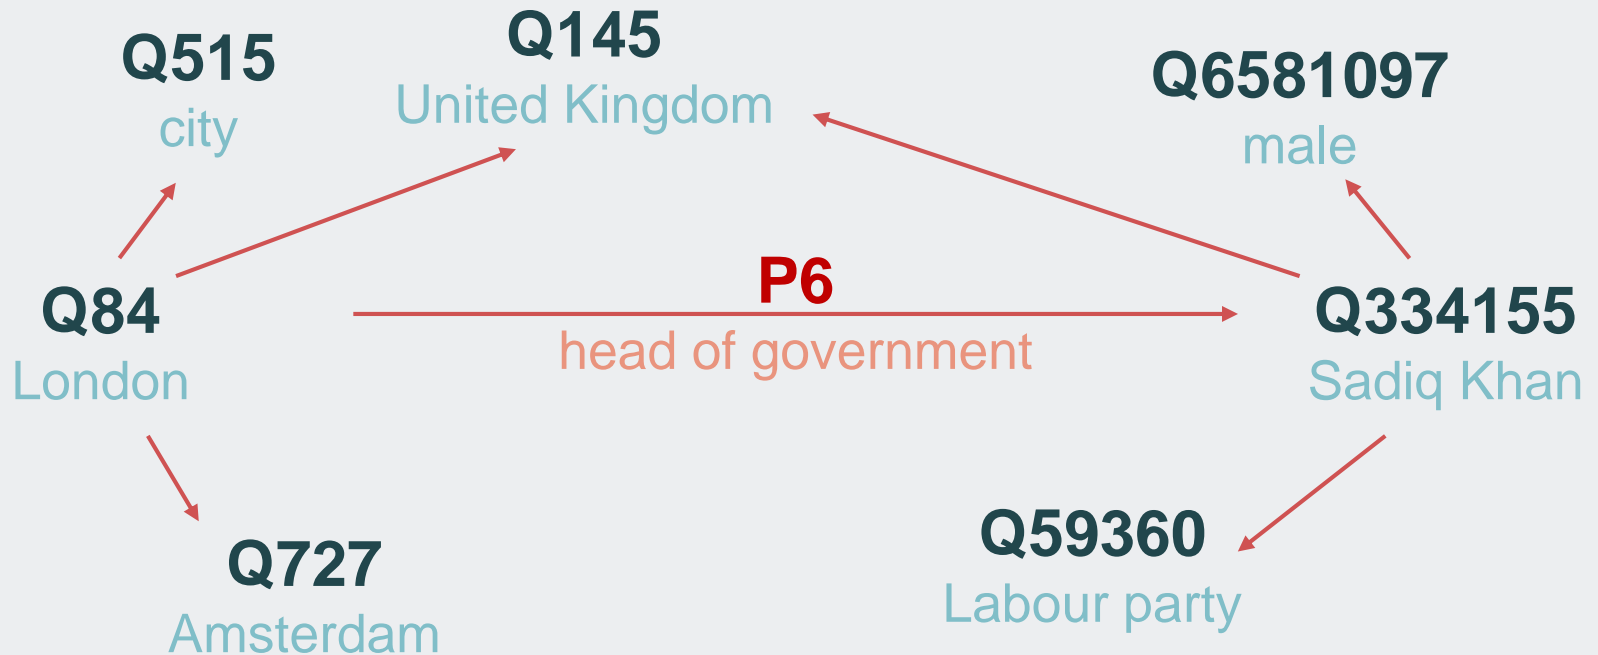 Q515
city
Q145
United Kingdom
Q6581097
male
Q84
London
P6
head of government
Q334155
Sadiq Khan
Q727
Amsterdam
Q59360
Labour party